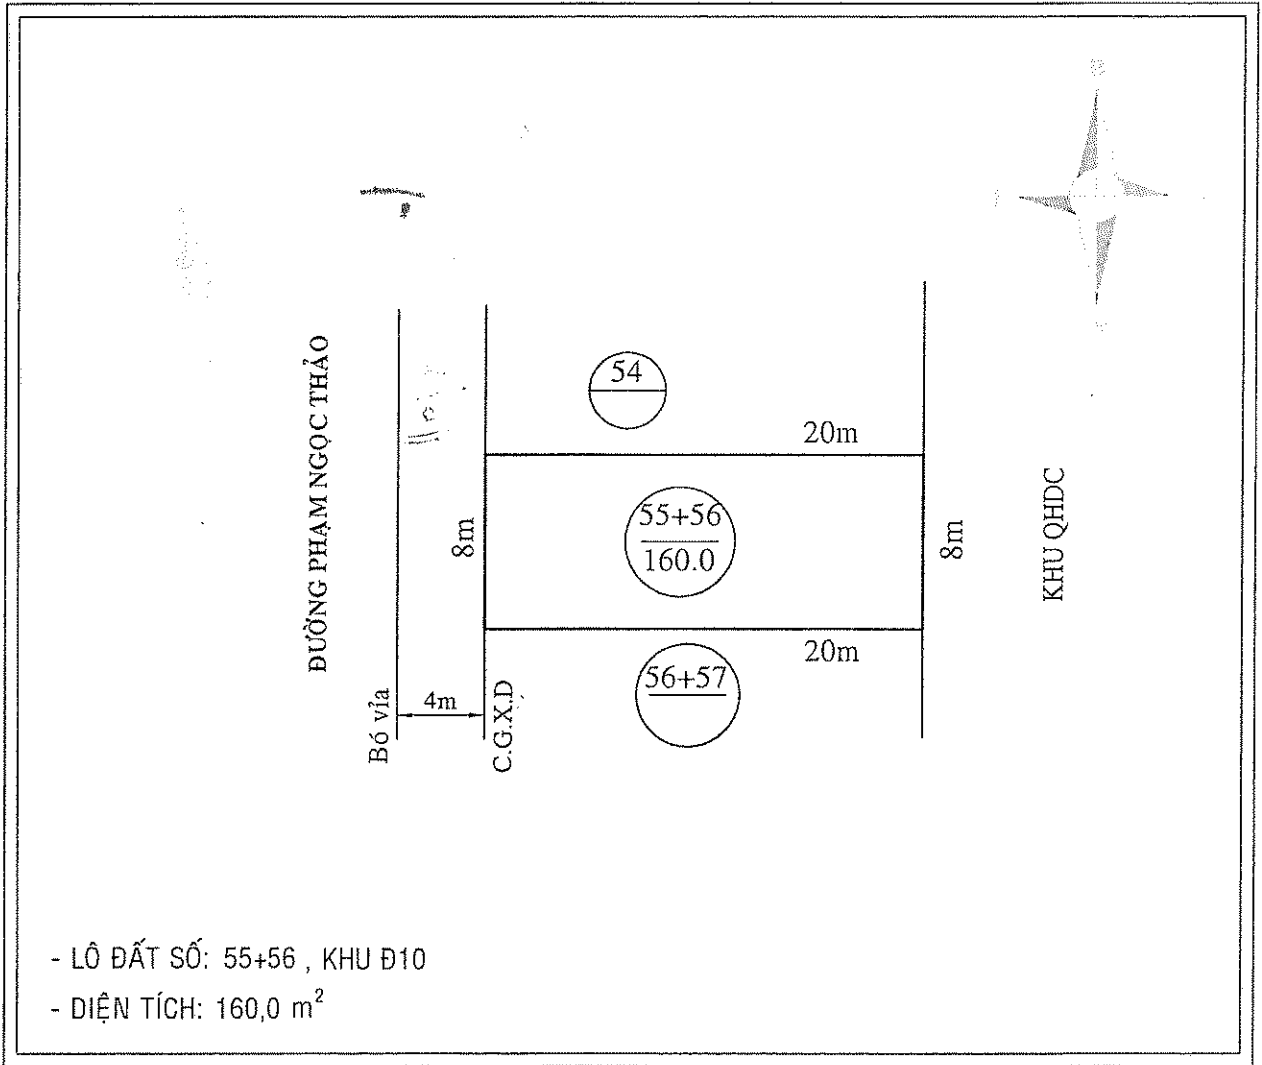 54
20m
ĐƯỜNG PHẠM NGỌC THẢO
8m
55+56
160.0
8m
KHU QHDC
20m
56+57
Bó vỉa
4m
C.G.X.D
- LÔ ĐẤT SỐ: 55+56 , KHU Đ10
- DIỆN TÍCH: 160,0 m²